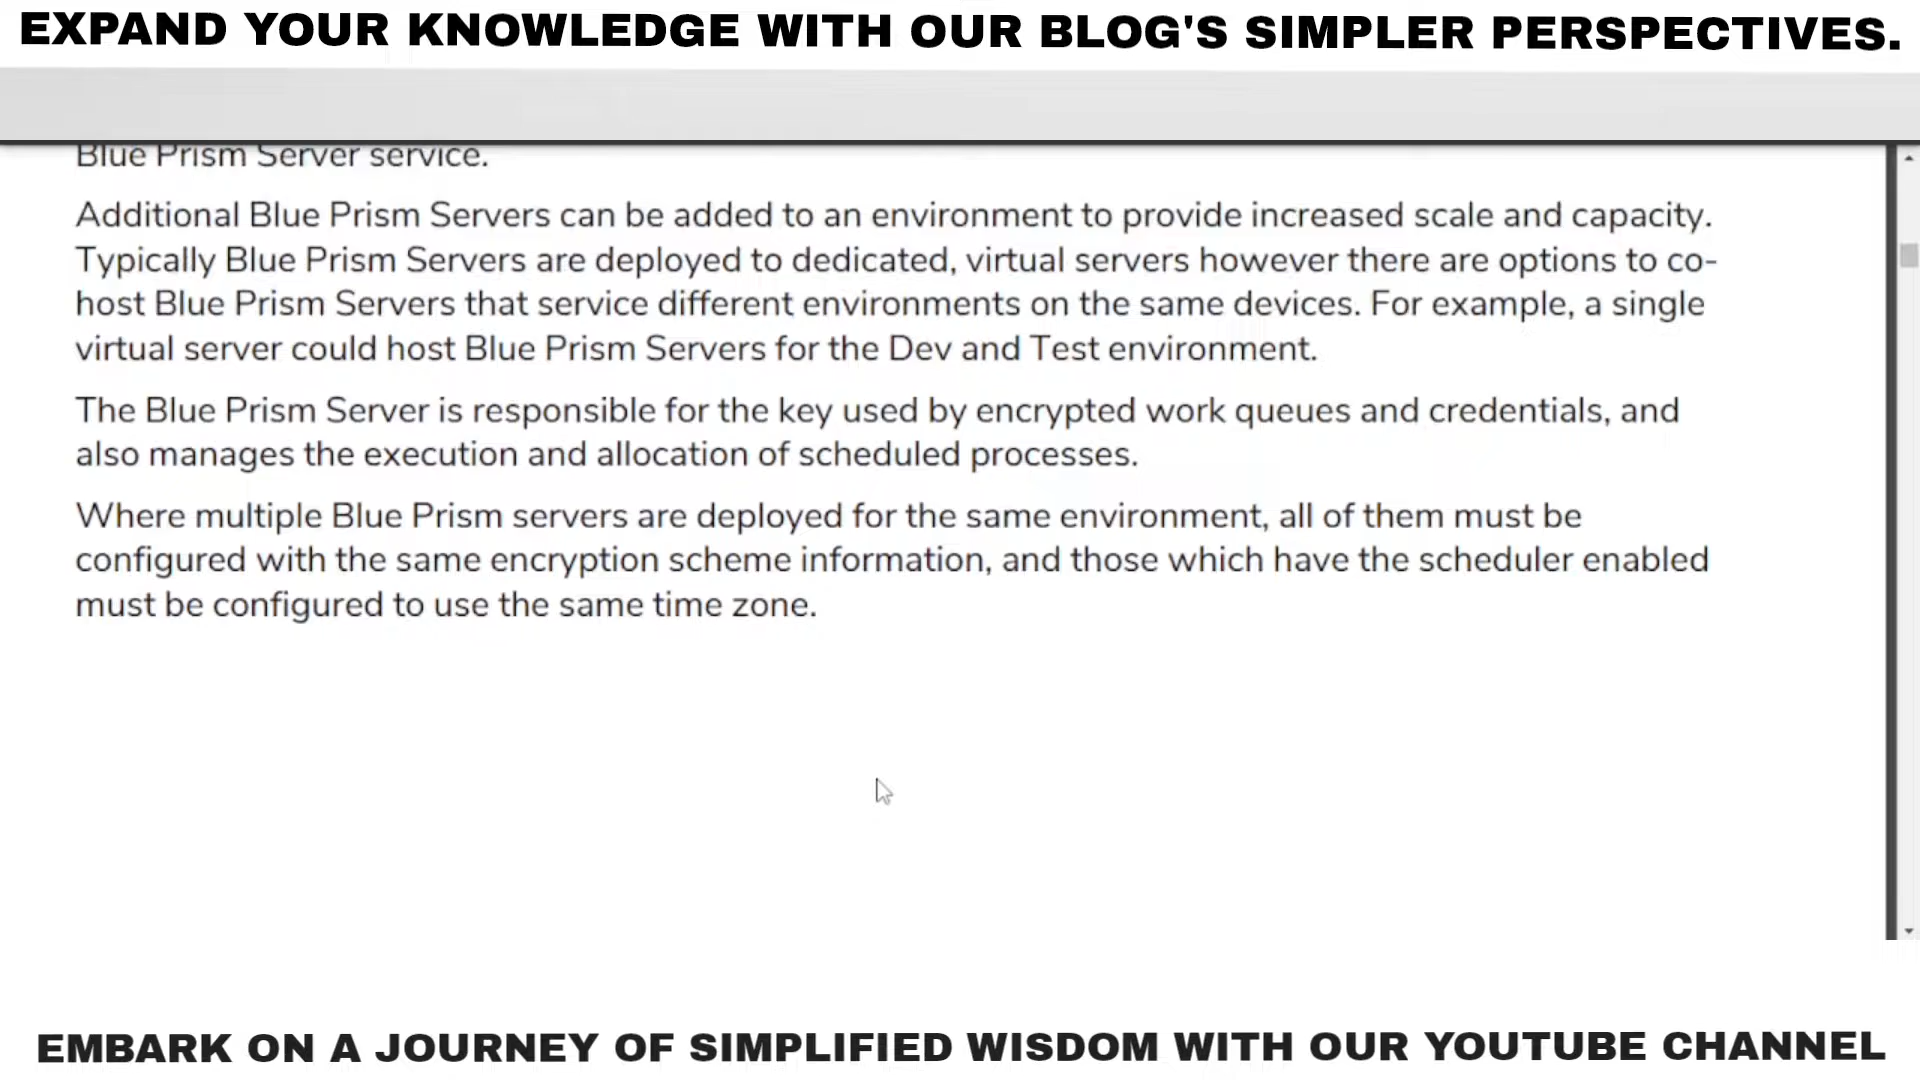 EXPAND YOUR KNOWLEDGE WITH OUR BLOG'S SIMPLER PERSPECTIVES.
Blue Prism Server service.
Additional Blue Prism Servers can be added to an environment to provide increased scale and capacity.
Typically Blue Prism Servers are deployed to dedicated, virtual servers however there are options to co-
host Blue Prism Servers that service different environments on the same devices. For example, a single
virtual server could host Blue Prism Servers for the Dev and Test environment.
The Blue Prism Server is responsible for the key used by encrypted work queues and credentials, and
also manages the execution and allocation of scheduled processes.
Where multiple Blue Prism servers are deployed for the same environment, all of them must be
configured with the same encryption scheme information, and those which have the scheduler enabled
must be configured to use the same time zone.
EMBARK ON A JOURNEY OF SIMPLIFIED WISDOM WITH OUR YOUTUBE CHANNEL